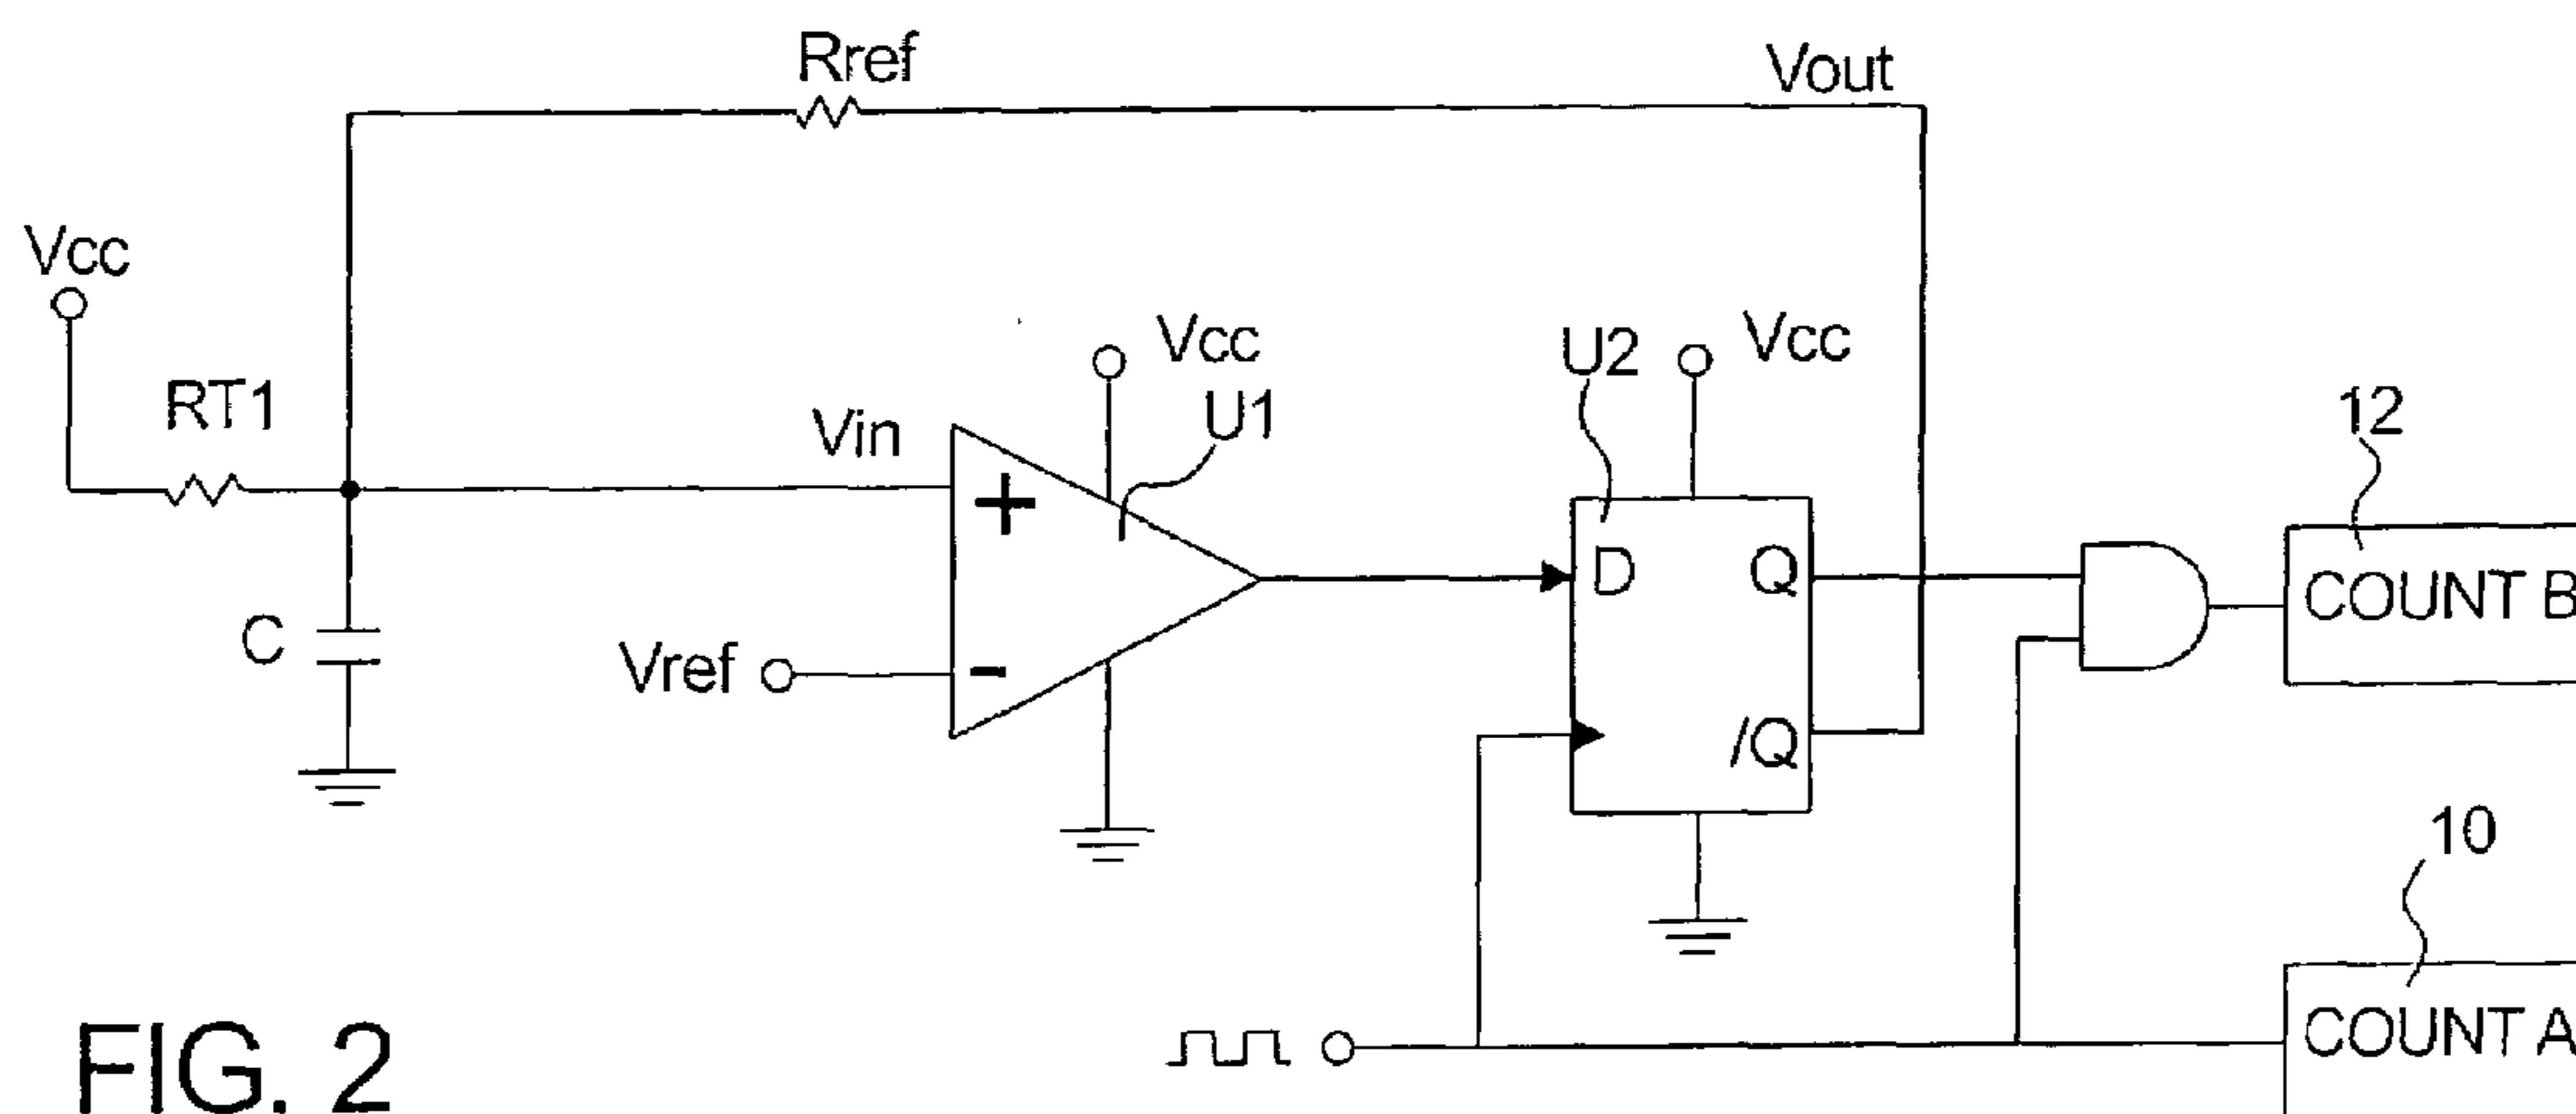 Rref
Vout
Vcc
Vcc
U2
Vcc
RT1
U1
12
Vin
+
D
Q
COUNT B
C
Vref
-
/Q
10
COUNT A
FIG. 2